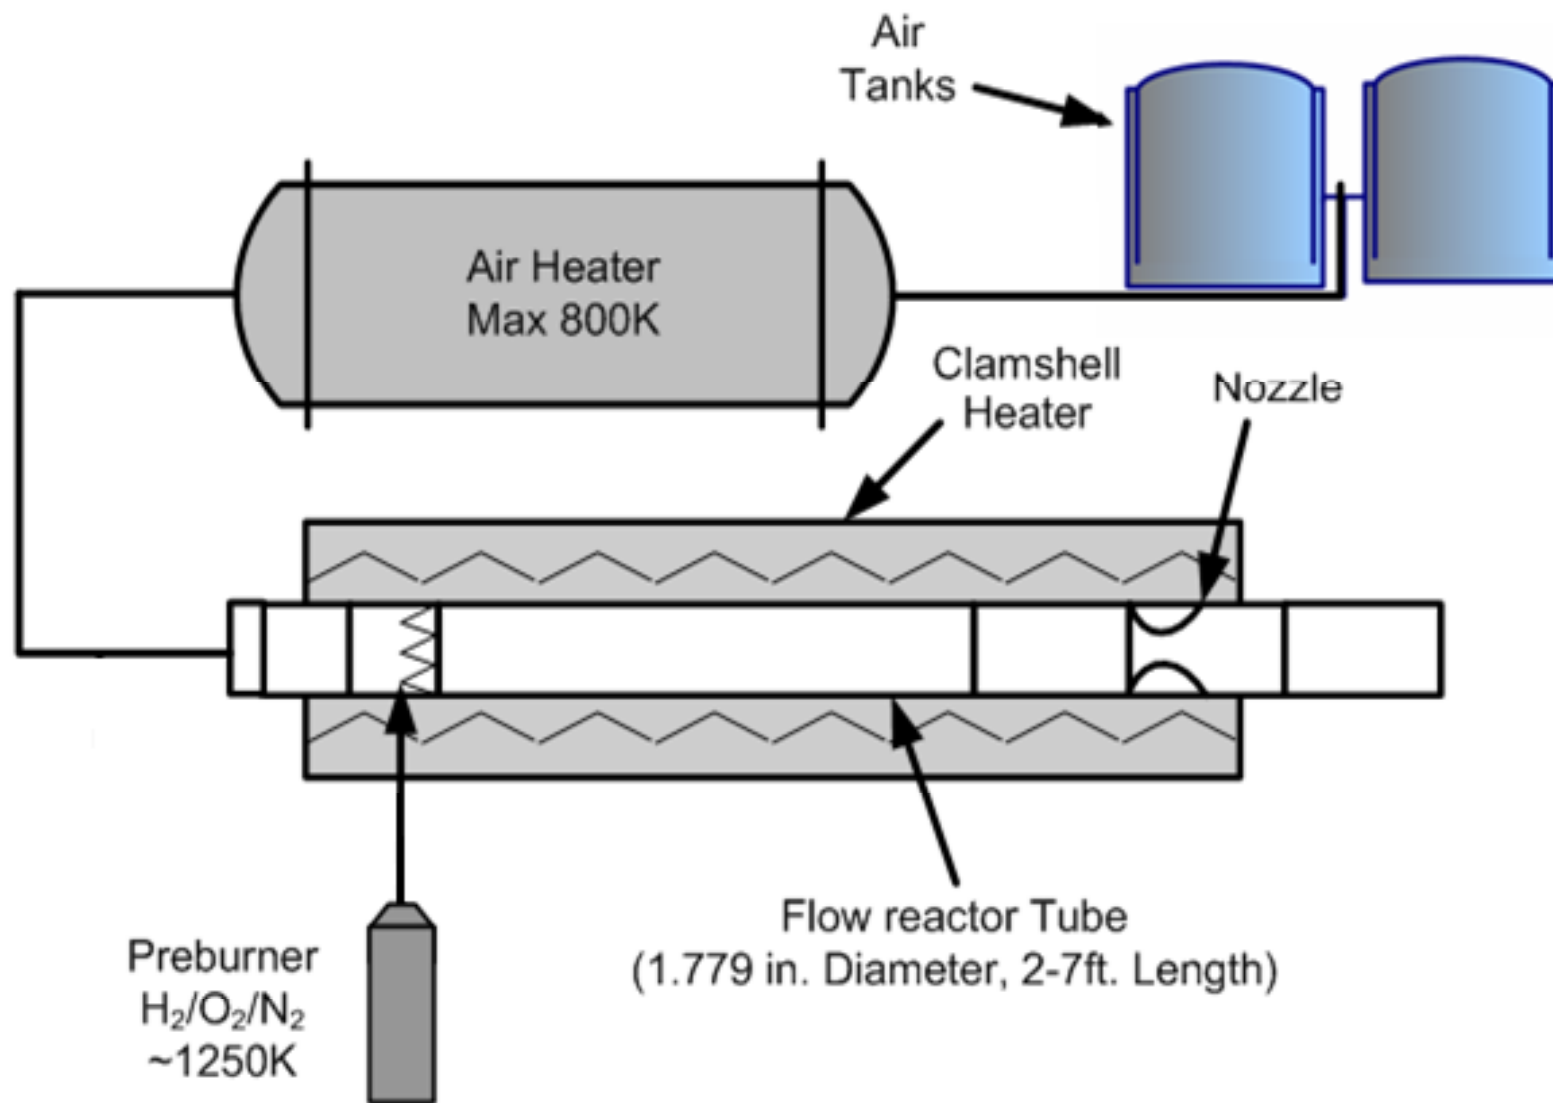 Air
Tanks
Air Heater
Max 800K
Clamshell
Heater
Nozzle
Flow reactor Tube
(1.779 in. Diameter, 2-7ft. Length)
Preburner
H₂/O₂/N₂
~1250K